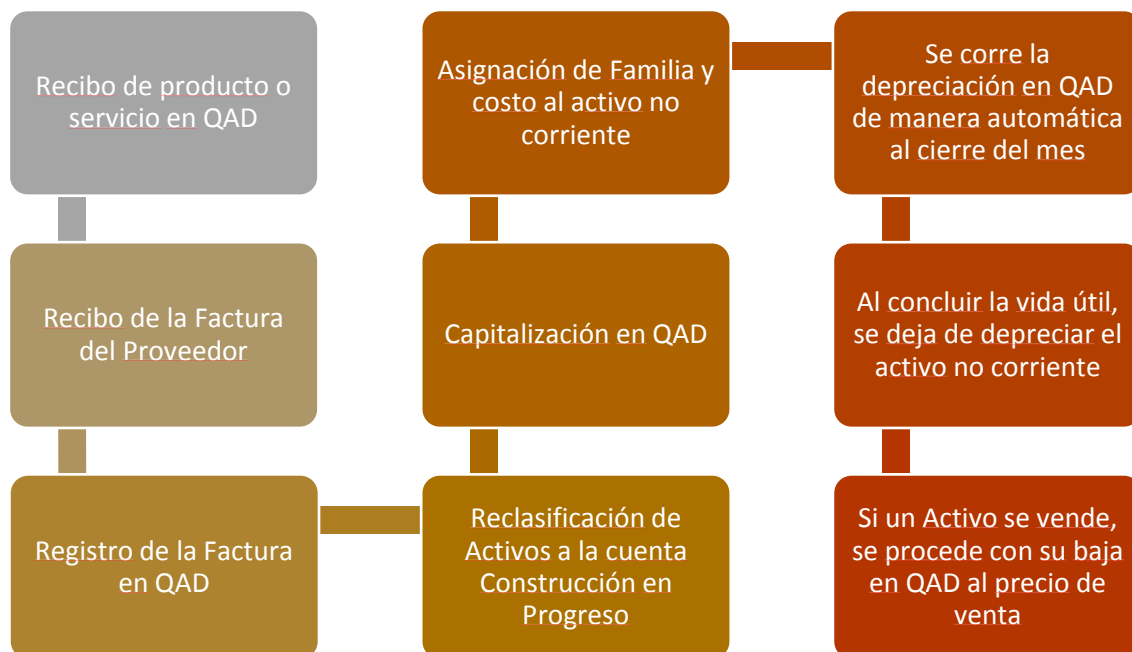 Recibo de producto o
servicio en QAD
Recibo de la Factura
del Proveedor
Registro de la Factura
en QAD
Reclasificación de
Activos a la cuenta
Construcción en
Progreso
Capitalización en QAD
Asignación de Familia y
costo al activo no
corriente
Se corre la
depreciación en QAD
de manera automática
al cierre del mes
Al concluir la vida útil,
se deja de depreciar el
activo no corriente
Si un Activo se vende,
se procede con su baja
en QAD al precio de
venta